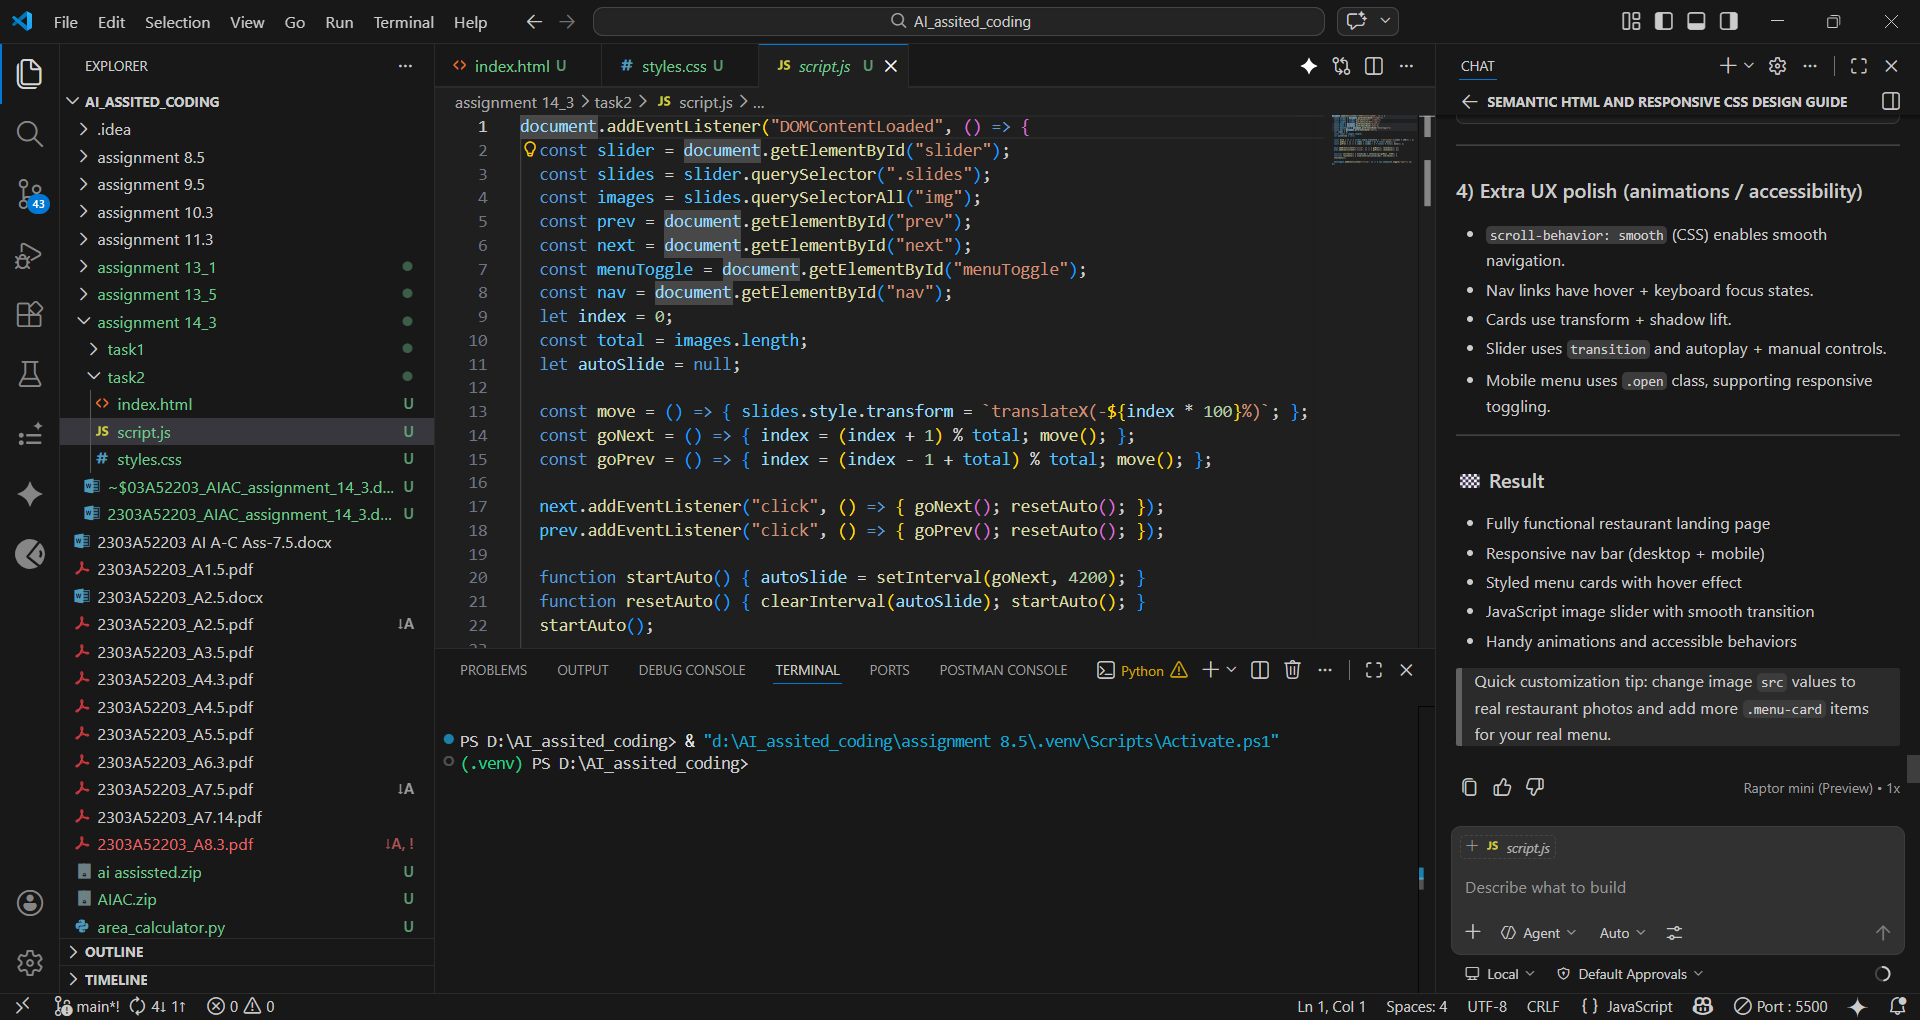 File Edit Selection View Go Run Terminal Help
AI_assited_coding
EXPLORER
AI_ASSITED_CODING
.idea
assignment 8.5
assignment 9.5
assignment 10.3
assignment 11.3
assignment 13_1
assignment 13_5
assignment 14_3
task1
task2
index.html U
script.js U
styles.css U
~$03A52203_AIAC_assignment_14_3.d... U
2303A52203_AIAC_assignment_14_3.d... U
2303A52203 AI A-C Ass-7.5.docx
2303A52203_A1.5.pdf
2303A52203_A2.5.docx
2303A52203_A2.5.pdf ↓A
2303A52203_A3.5.pdf
2303A52203_A4.3.pdf
2303A52203_A4.5.pdf
2303A52203_A5.5.pdf
2303A52203_A6.3.pdf
2303A52203_A7.5.pdf ↓A
2303A52203_A7.14.pdf
2303A52203_A8.3.pdf ↓A, !
ai assissted.zip U
AIAC.zip U
area_calculator.py U
OUTLINE
TIMELINE
43
index.html U
styles.css U
JS script.js U
assignment 14_3 > task2 > JS script.js > ...
1 document.addEventListener("DOMContentLoaded", () => {
2 const slider = document.getElementById("slider");
3 const slides = slider.querySelector(".slides");
4 const images = slides.querySelectorAll("img");
5 const prev = document.getElementById("prev");
6 const next = document.getElementById("next");
7 const menuToggle = document.getElementById("menuToggle");
8 const nav = document.getElementById("nav");
9 let index = 0;
10 const total = images.length;
11 let autoSlide = null;
12
13 const move = () => { slides.style.transform = `translateX(-${index * 100}%)`; };
14 const goNext = () => { index = (index + 1) % total; move(); };
15 const goPrev = () => { index = (index - 1 + total) % total; move(); };
16
17 next.addEventListener("click", () => { goNext(); resetAuto(); });
18 prev.addEventListener("click", () => { goPrev(); resetAuto(); });
19
20 function startAuto() { autoSlide = setInterval(goNext, 4200); }
21 function resetAuto() { clearInterval(autoSlide); startAuto(); }
22 startAuto();
PROBLEMS OUTPUT DEBUG CONSOLE TERMINAL PORTS POSTMAN CONSOLE Python
PS D:\AI_assited_coding> & "d:\AI_assited_coding\assignment 8.5\.venv\Scripts\Activate.ps1"
(.venv) PS D:\AI_assited_coding>
CHAT
SEMANTIC HTML AND RESPONSIVE CSS DESIGN GUIDE
4) Extra UX polish (animations / accessibility)
• scroll-behavior: smooth (CSS) enables smooth
navigation.
• Nav links have hover + keyboard focus states.
• Cards use transform + shadow lift.
• Slider uses transition and autoplay + manual controls.
• Mobile menu uses .open class, supporting responsive
toggling.
🏁 Result
• Fully functional restaurant landing page
• Responsive nav bar (desktop + mobile)
• Styled menu cards with hover effect
• JavaScript image slider with smooth transition
• Handy animations and accessible behaviors
Quick customization tip: change image src values to
real restaurant photos and add more .menu-card items
for your real menu.
Raptor mini (Preview) • 1x
+ JS script.js
Describe what to build
Agent Auto
Local Default Approvals
main*! 4↓ 1↑ 0 0
Ln 1, Col 1 Spaces: 4 UTF-8 CRLF { } JavaScript Port : 5500